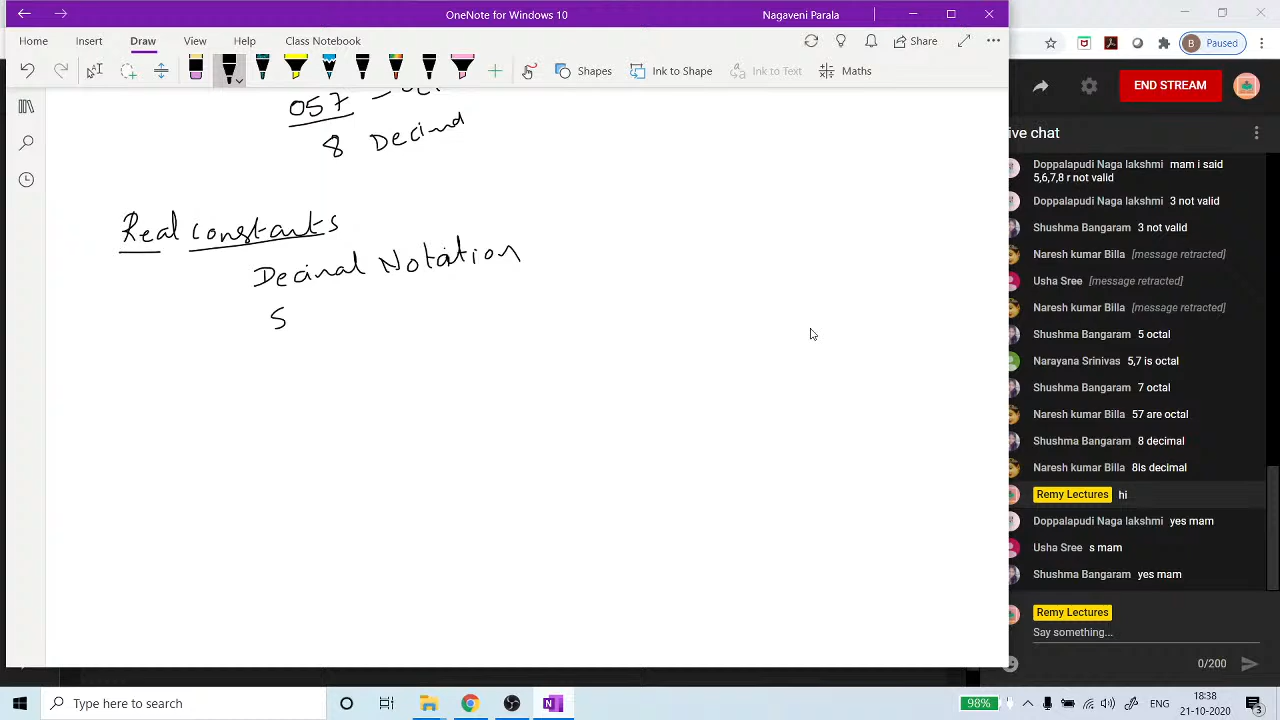 OneNote for Windows 10
Nagaveni Parala
Home Insert Draw View Help Class Notebook
Share
Shapes Ink to Shape Ink to Text Maths
Paused
END STREAM
057 –
8 Decimal
Real constants
Decimal Notation
S
ive chat
Doppalapudi Naga lakshmi mam i said
5,6,7,8 r not valid
Doppalapudi Naga lakshmi 3 not valid
Shushma Bangaram 3 not valid
Naresh kumar Billa [message retracted]
Usha Sree [message retracted]
Naresh kumar Billa [message retracted]
Shushma Bangaram 5 octal
Narayana Srinivas 5,7 is octal
Shushma Bangaram 7 octal
Naresh kumar Billa 57 are octal
Shushma Bangaram 8 decimal
Naresh kumar Billa 8is decimal
Remy Lectures hi
Doppalapudi Naga lakshmi yes mam
Usha Sree s mam
Shushma Bangaram yes mam
Remy Lectures
Say something...
0/200
Type here to search
98%
ENG
18:38
21-10-2020
3